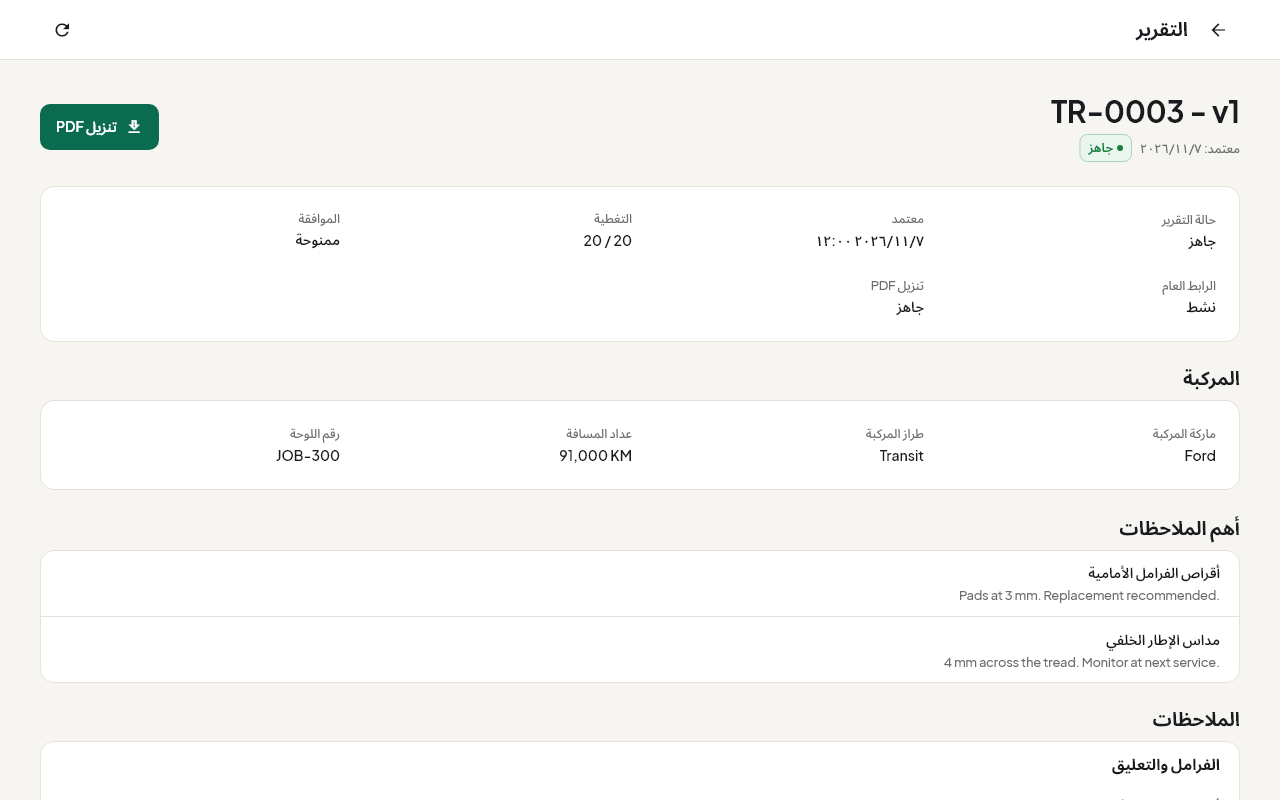 التقرير
TR-0003 - v1
معتمد: ٢٠٢٦/١١/٧ جاهز
تنزيل PDF
حالة التقرير
جاهز
معتمد
٢٠٢٦/١١/٧ ١٢:٠٠
التغطية
20 / 20
الموافقة
ممنوحة
الرابط العام
نشط
تنزيل PDF
جاهز
المركبة
ماركة المركبة
Ford
طراز المركبة
Transit
عداد المسافة
91,000 KM
رقم اللوحة
JOB-300
أهم الملاحظات
أقراص الفرامل الأمامية
Pads at 3 mm. Replacement recommended.
مداس الإطار الخلفي
4 mm across the tread. Monitor at next service.
الملاحظات
الفرامل والتعليق